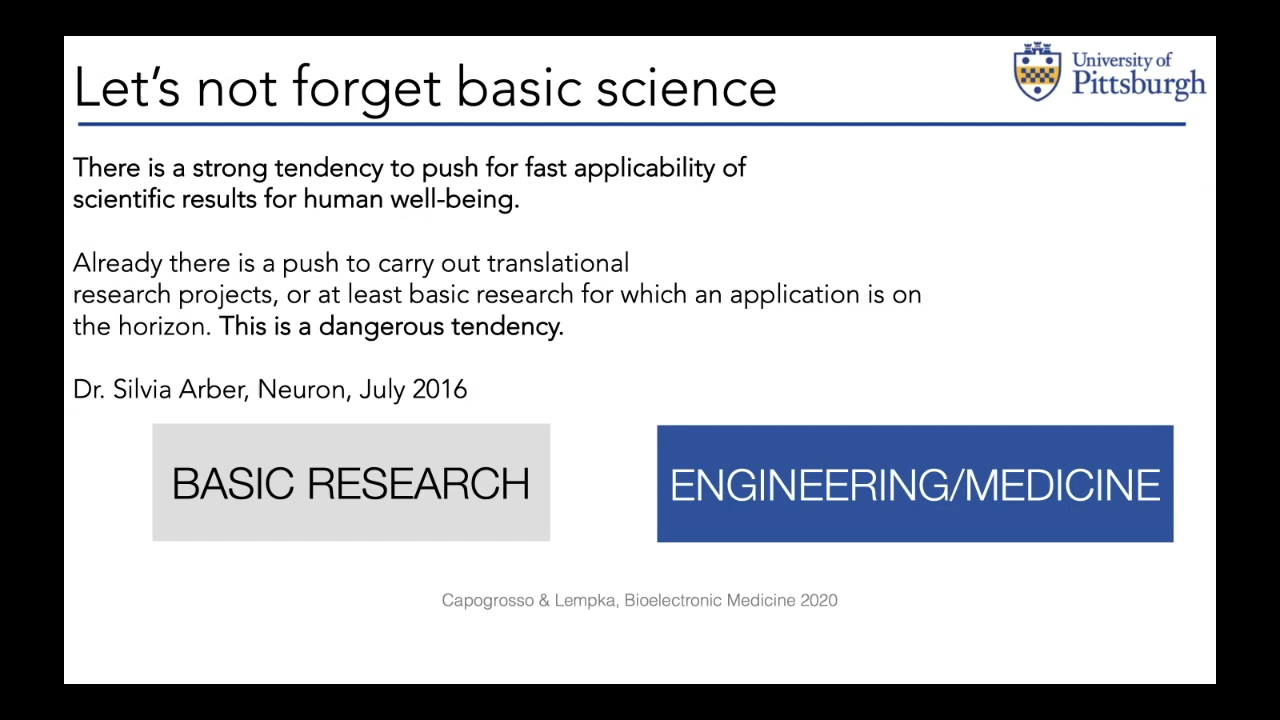 Let's not forget basic science
University of
Pittsburgh
There is a strong tendency to push for fast applicability of
scientific results for human well-being.
Already there is a push to carry out translational
research projects, or at least basic research for which an application is on
the horizon. This is a dangerous tendency.
Dr. Silvia Arber, Neuron, July 2016
BASIC RESEARCH
ENGINEERING/MEDICINE
Capogrosso & Lempka, Bioelectronic Medicine 2020